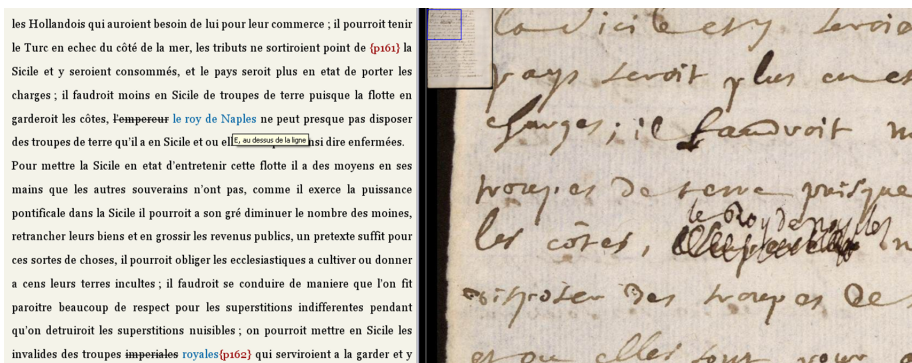 les Hollandois qui auroient besoin de lui pour leur commerce ; il pourroit tenir
le Turc en echec du côté de la mer, les tributs ne sortiroient point de {p161} la
Sicile et y seroient consommés, et le pays seroit plus en etat de porter les
charges ; il faudroit moins en Sicile de troupes de terre puisque la flotte en
garderoit les côtes, l'empereur le roy de Naples ne peut presque pas disposer
des troupes de terre qu'il a en Sicile et ou ell nsi dire enfermées.
E, au dessus de la ligne
Pour mettre la Sicile en etat d'entretenir cette flotte il a des moyens en ses
mains que les autres souverains n'ont pas, comme il exerce la puissance
pontificale dans la Sicile il pourroit a son gré diminuer le nombre des moines,
retrancher leurs biens et en grossir les revenus publics, un pretexte suffit pour
ces sortes de choses, il pourroit obliger les ecclesiastiques a cultiver ou donner
a cens leurs terres incultes ; il faudroit se conduire de maniere que l'on fit
paroitre beaucoup de respect pour les superstitions indifferentes pendant
qu'on detruiroit les superstitions nuisibles ; on pourroit mettre en Sicile les
invalides des troupes imperiales royales{p162} qui serviroient a la garder et y
la Sicile et y seroie
pays seroit plus en et
charges ; il faudroit m
troupes de terre puisque
le Roy de naples
les côtes, n
disposer des troupes de s
et ou elles sont pour a